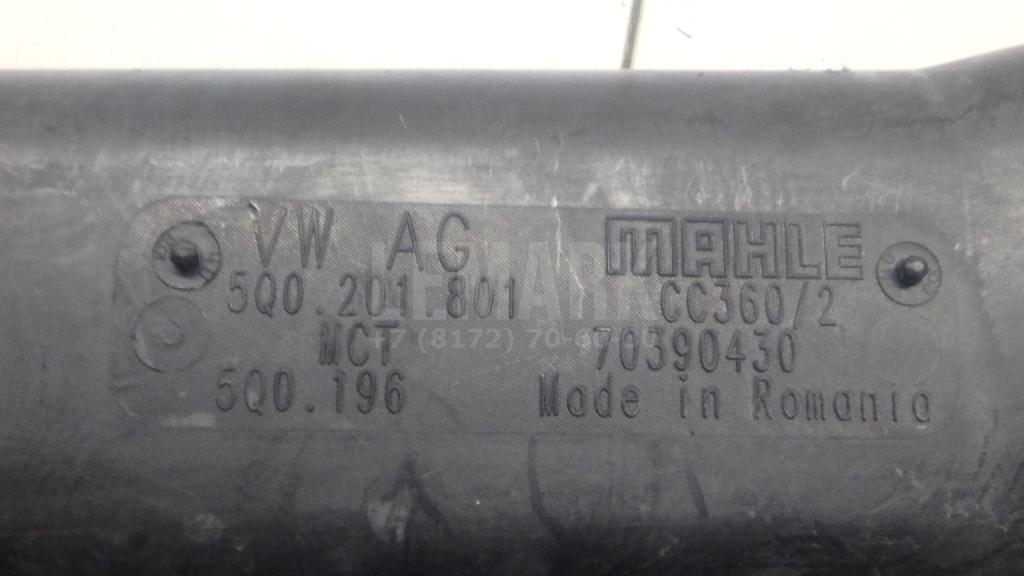 VW AG MAHLE
5Q0.201.801 CC360/2
MCT 70390430
5Q0.196 Made in Romania